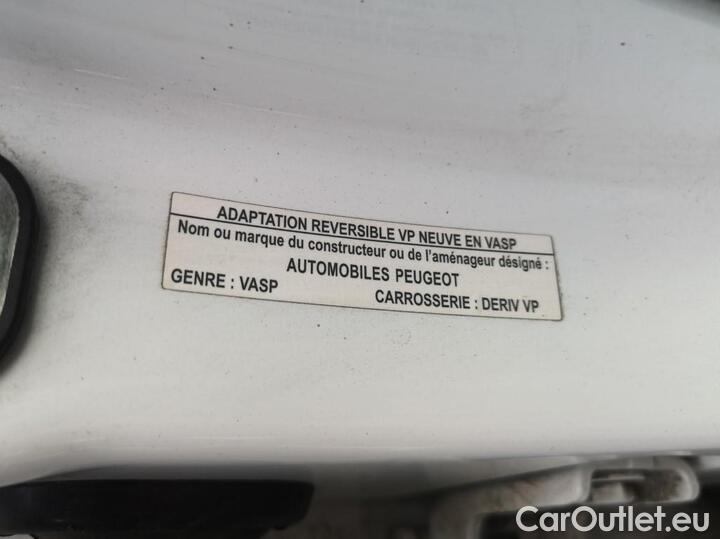 ADAPTATION REVERSIBLE VP NEUVE EN VASP
Nom ou marque du constructeur ou de l'aménageur désigné :
AUTOMOBILES PEUGEOT
GENRE : VASP CARROSSERIE : DERIV VP
CarOutlet.eu